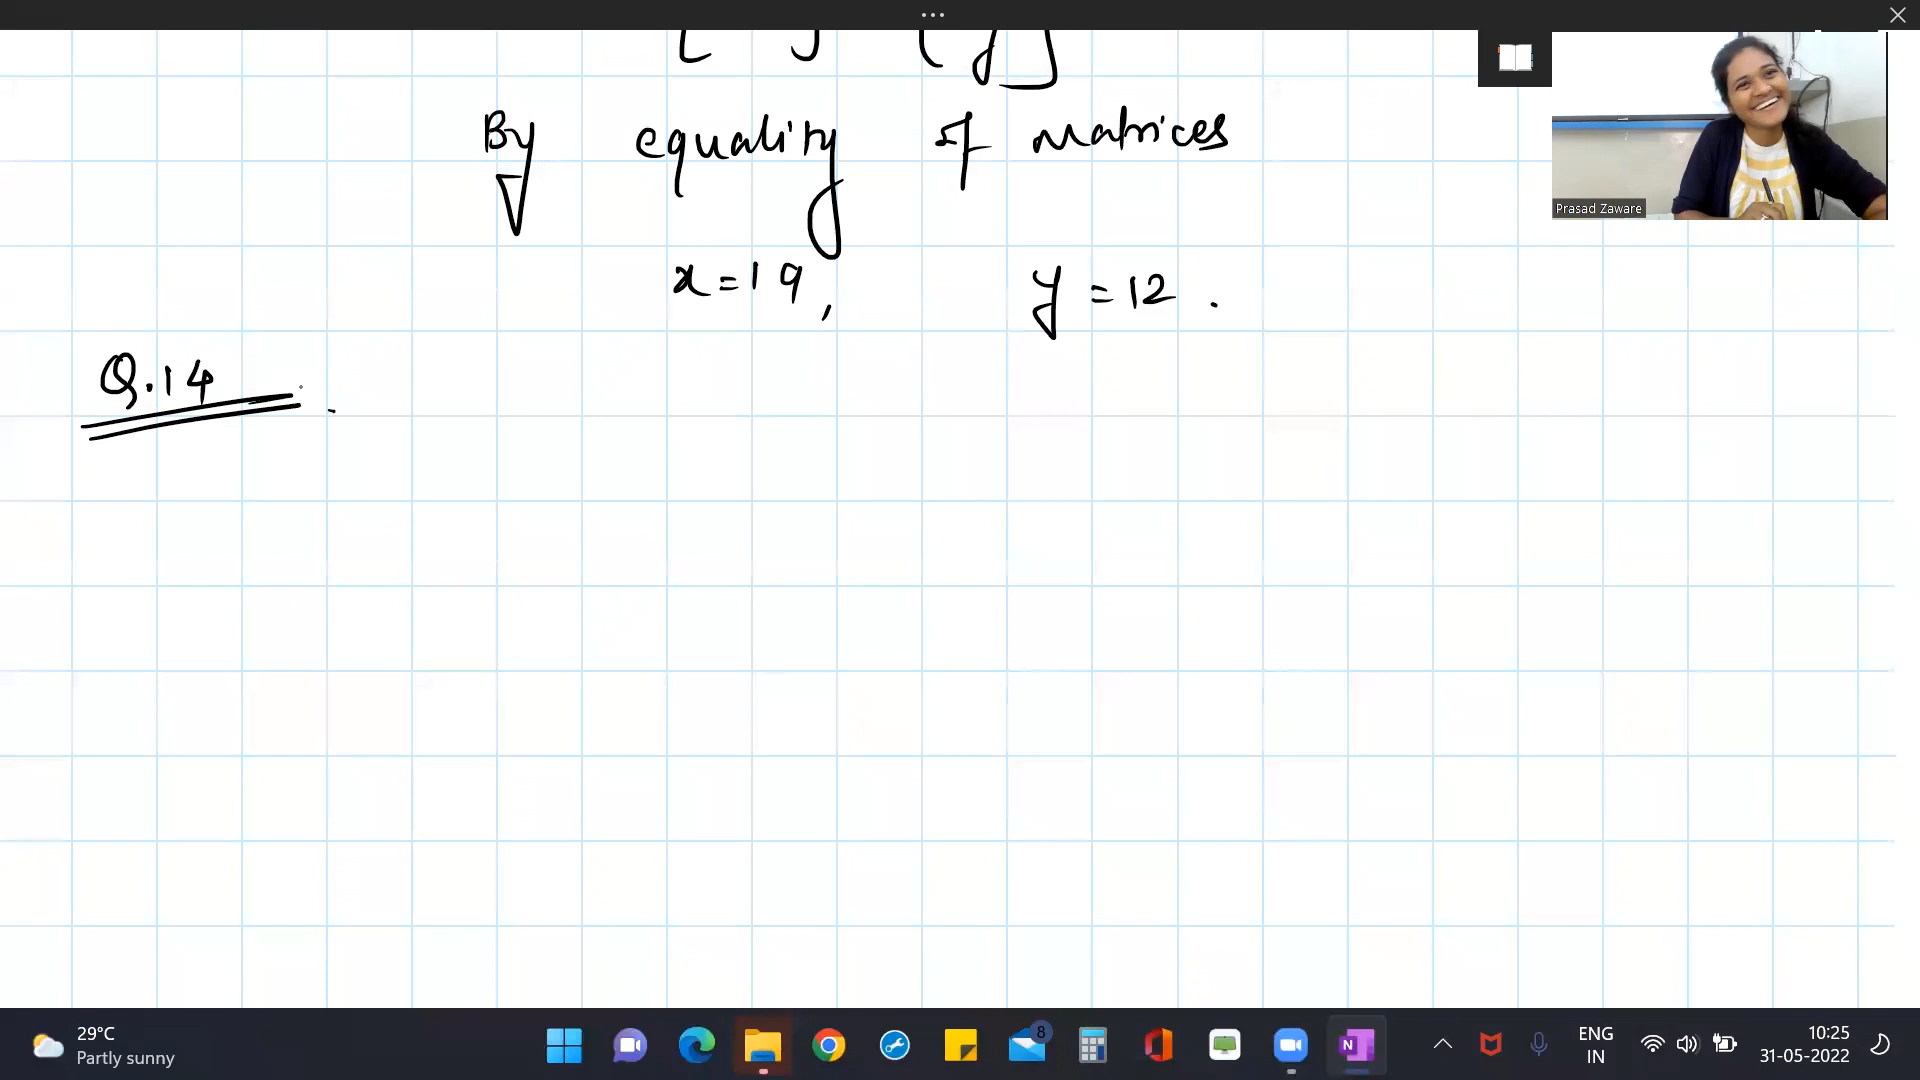 By equality of matrices
x = 19, y = 12 .
Q.14
Prasad Zaware
29°C
Partly sunny
8
N
ENG
IN
10:25
31-05-2022